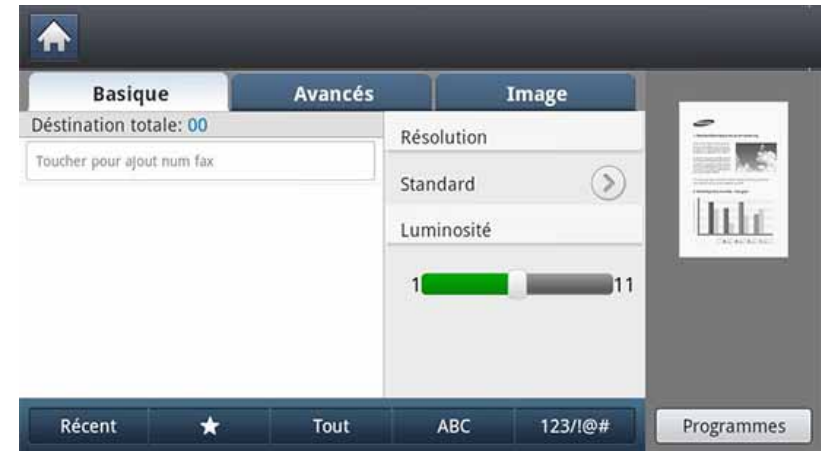 Basique
Avancés
Image
Déstination totale: 00
Toucher pour ajout num fax
Résolution
Standard
Luminosité
1
11
Récent
★
Tout
ABC
123/!@#
Programmes